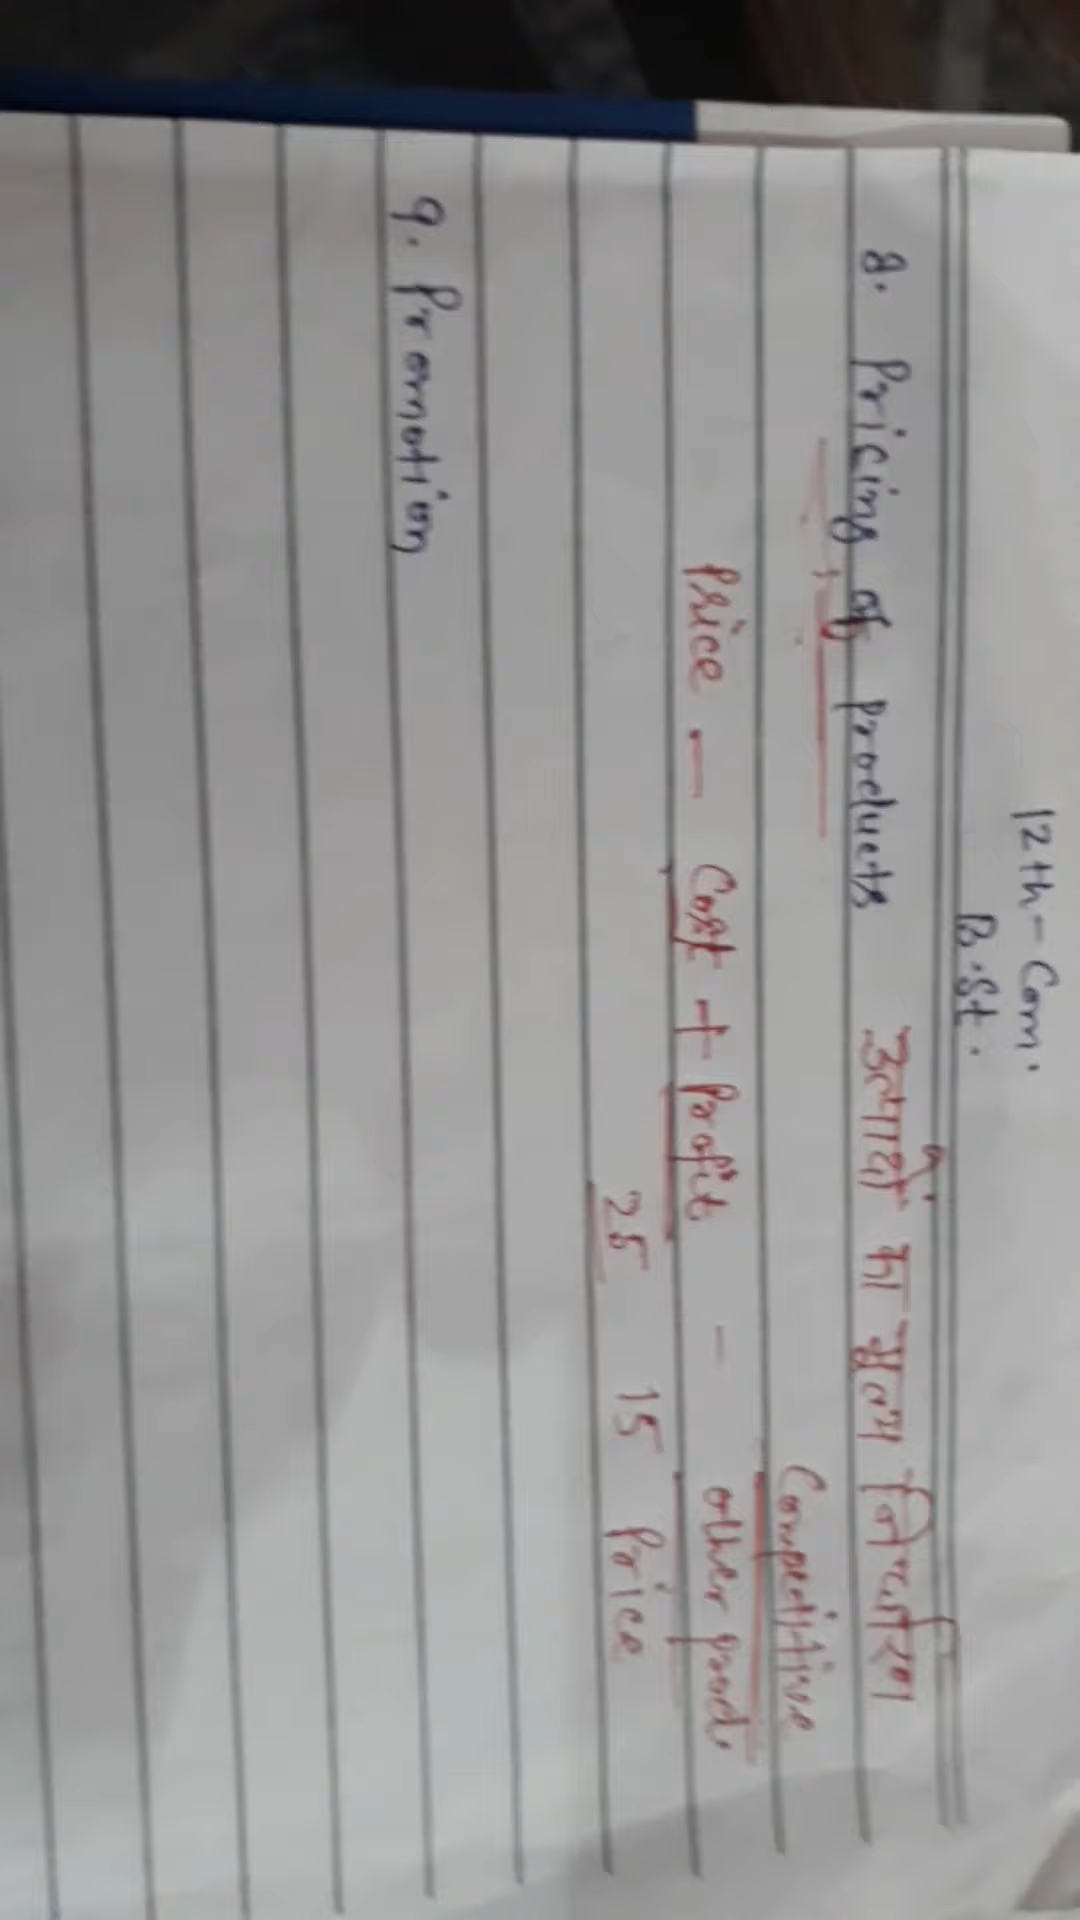 12th - Com.
B.St.
8. Pricing of products उत्पादों का मूल्य निर्धारण
Competitive
Price - Cost + Profit - other prod.
25 15 Price
9. Promotion